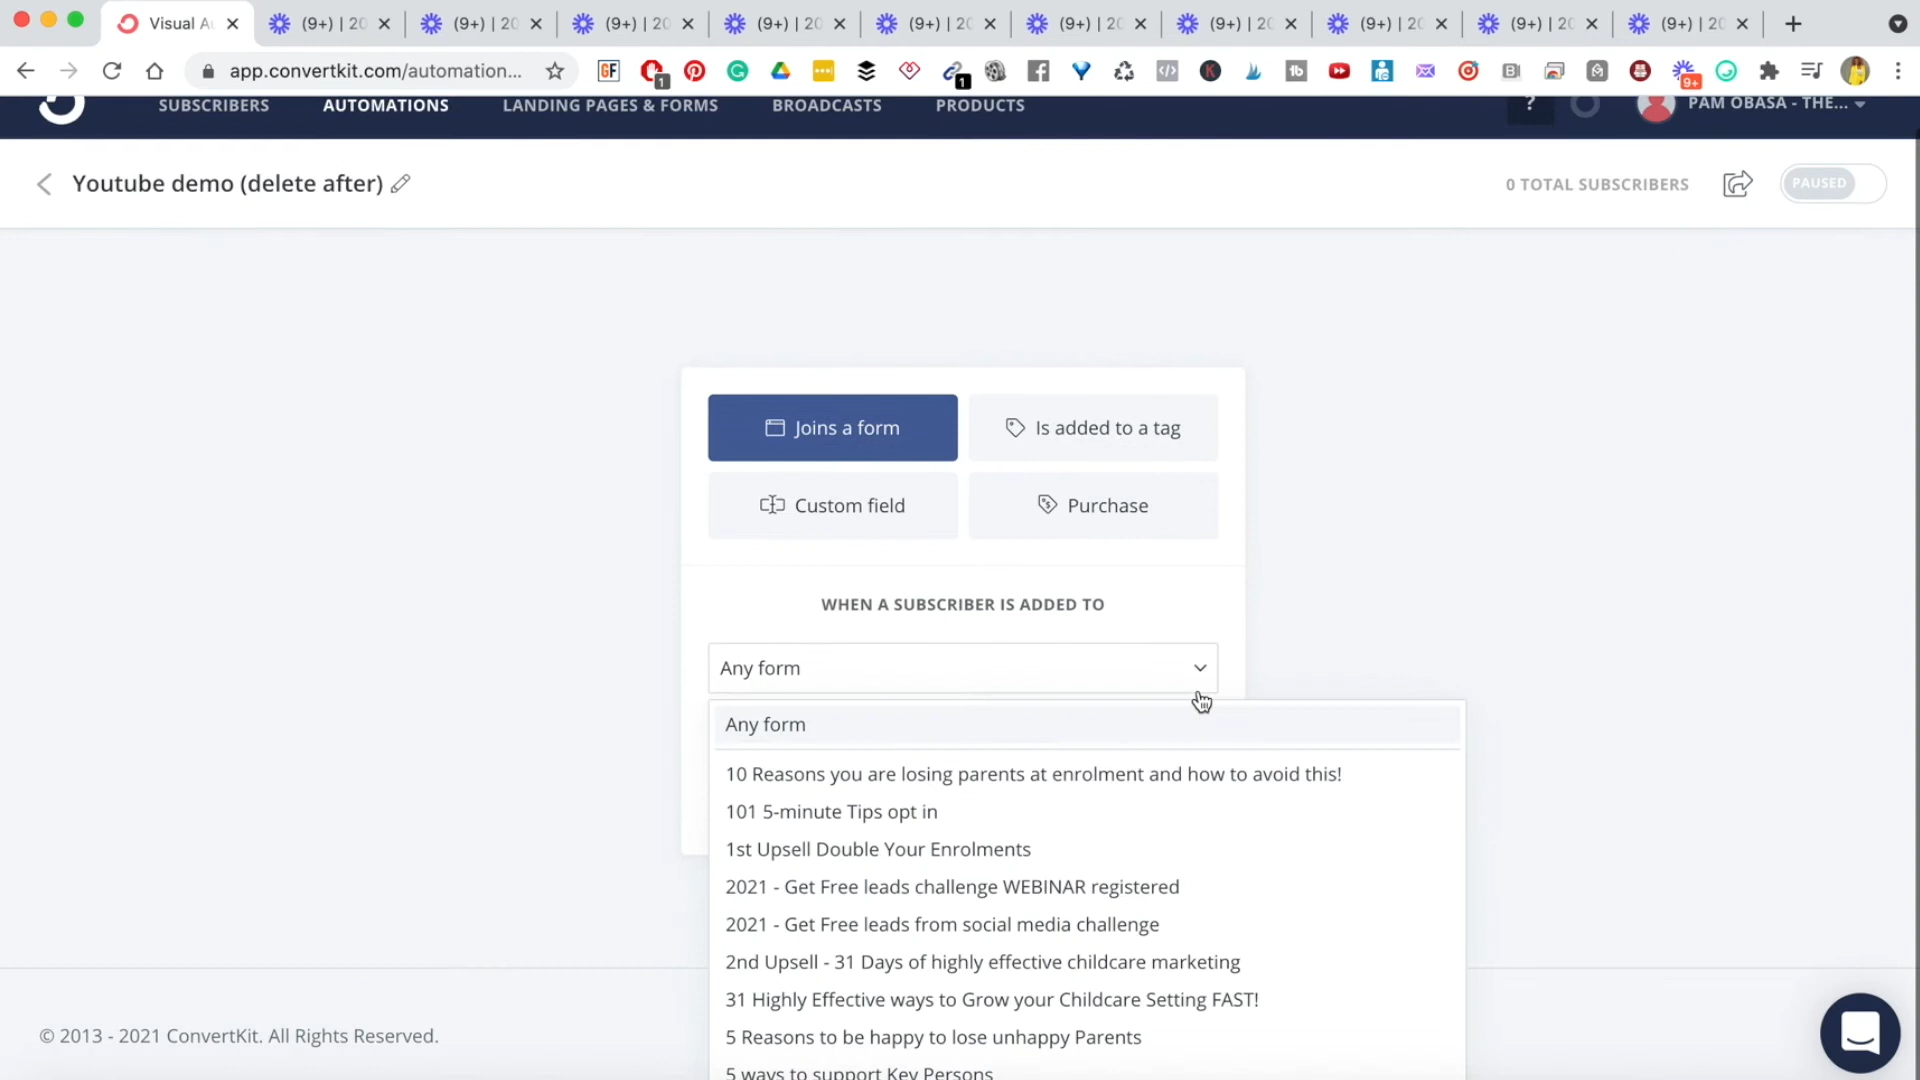 Visual Au
(9+) | 20
(9+) | 20
(9+) | 20
(9+) | 20
(9+) | 20
(9+) | 20
(9+) | 20
(9+) | 20
(9+) | 20
(9+) | 20
app.convertkit.com/automation...
SUBSCRIBERS
AUTOMATIONS
LANDING PAGES & FORMS
BROADCASTS
PRODUCTS
?
PAM OBASA - THE...
Youtube demo (delete after)
0 TOTAL SUBSCRIBERS
PAUSED
Joins a form
Is added to a tag
Custom field
Purchase
WHEN A SUBSCRIBER IS ADDED TO
Any form
Any form
10 Reasons you are losing parents at enrolment and how to avoid this!
101 5-minute Tips opt in
1st Upsell Double Your Enrolments
2021 - Get Free leads challenge WEBINAR registered
2021 - Get Free leads from social media challenge
2nd Upsell - 31 Days of highly effective childcare marketing
31 Highly Effective ways to Grow your Childcare Setting FAST!
5 Reasons to be happy to lose unhappy Parents
5 ways to support Key Persons
© 2013 - 2021 ConvertKit. All Rights Reserved.